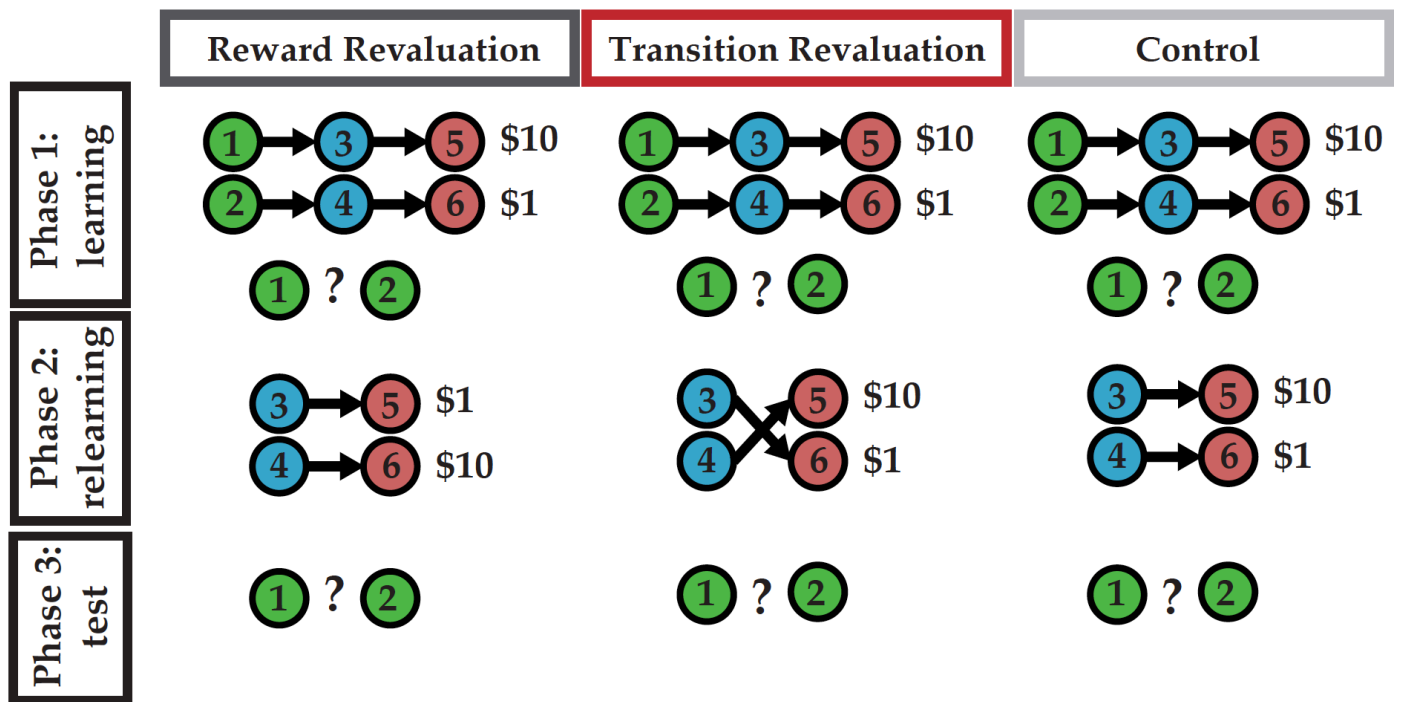 Reward Revaluation
Transition Revaluation
Control
Phase 1:
learning
1 3 5 $10
2 4 6 $1
1 ? 2
1 3 5 $10
2 4 6 $1
1 ? 2
1 3 5 $10
2 4 6 $1
1 ? 2
Phase 2:
relearning
3 5 $1
4 6 $10
3 5 $10
4 6 $1
3 5 $10
4 6 $1
Phase 3:
test
1 ? 2
1 ? 2
1 ? 2